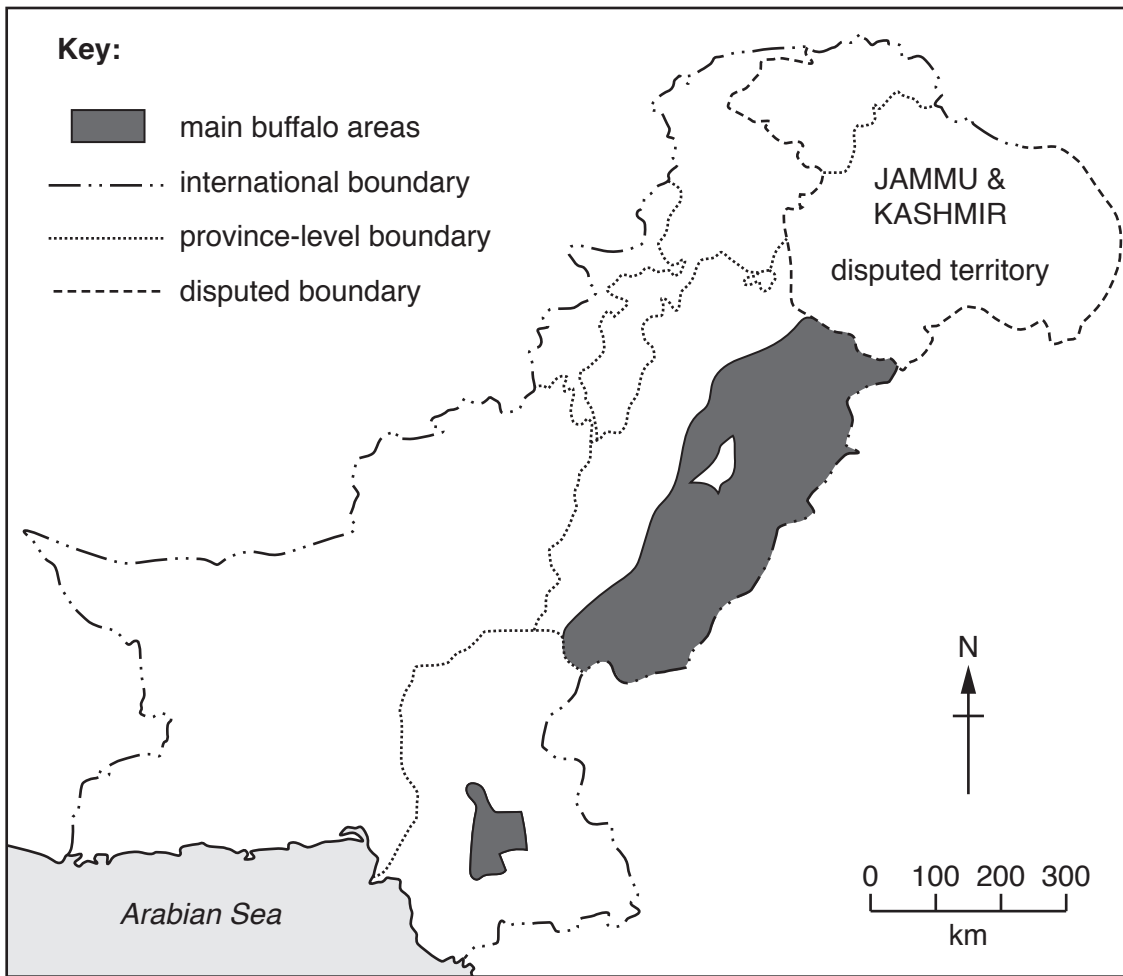 Key:
main buffalo areas
international boundary
province-level boundary
disputed boundary
JAMMU &
KASHMIR
disputed territory
N
0 100 200 300
km
Arabian Sea